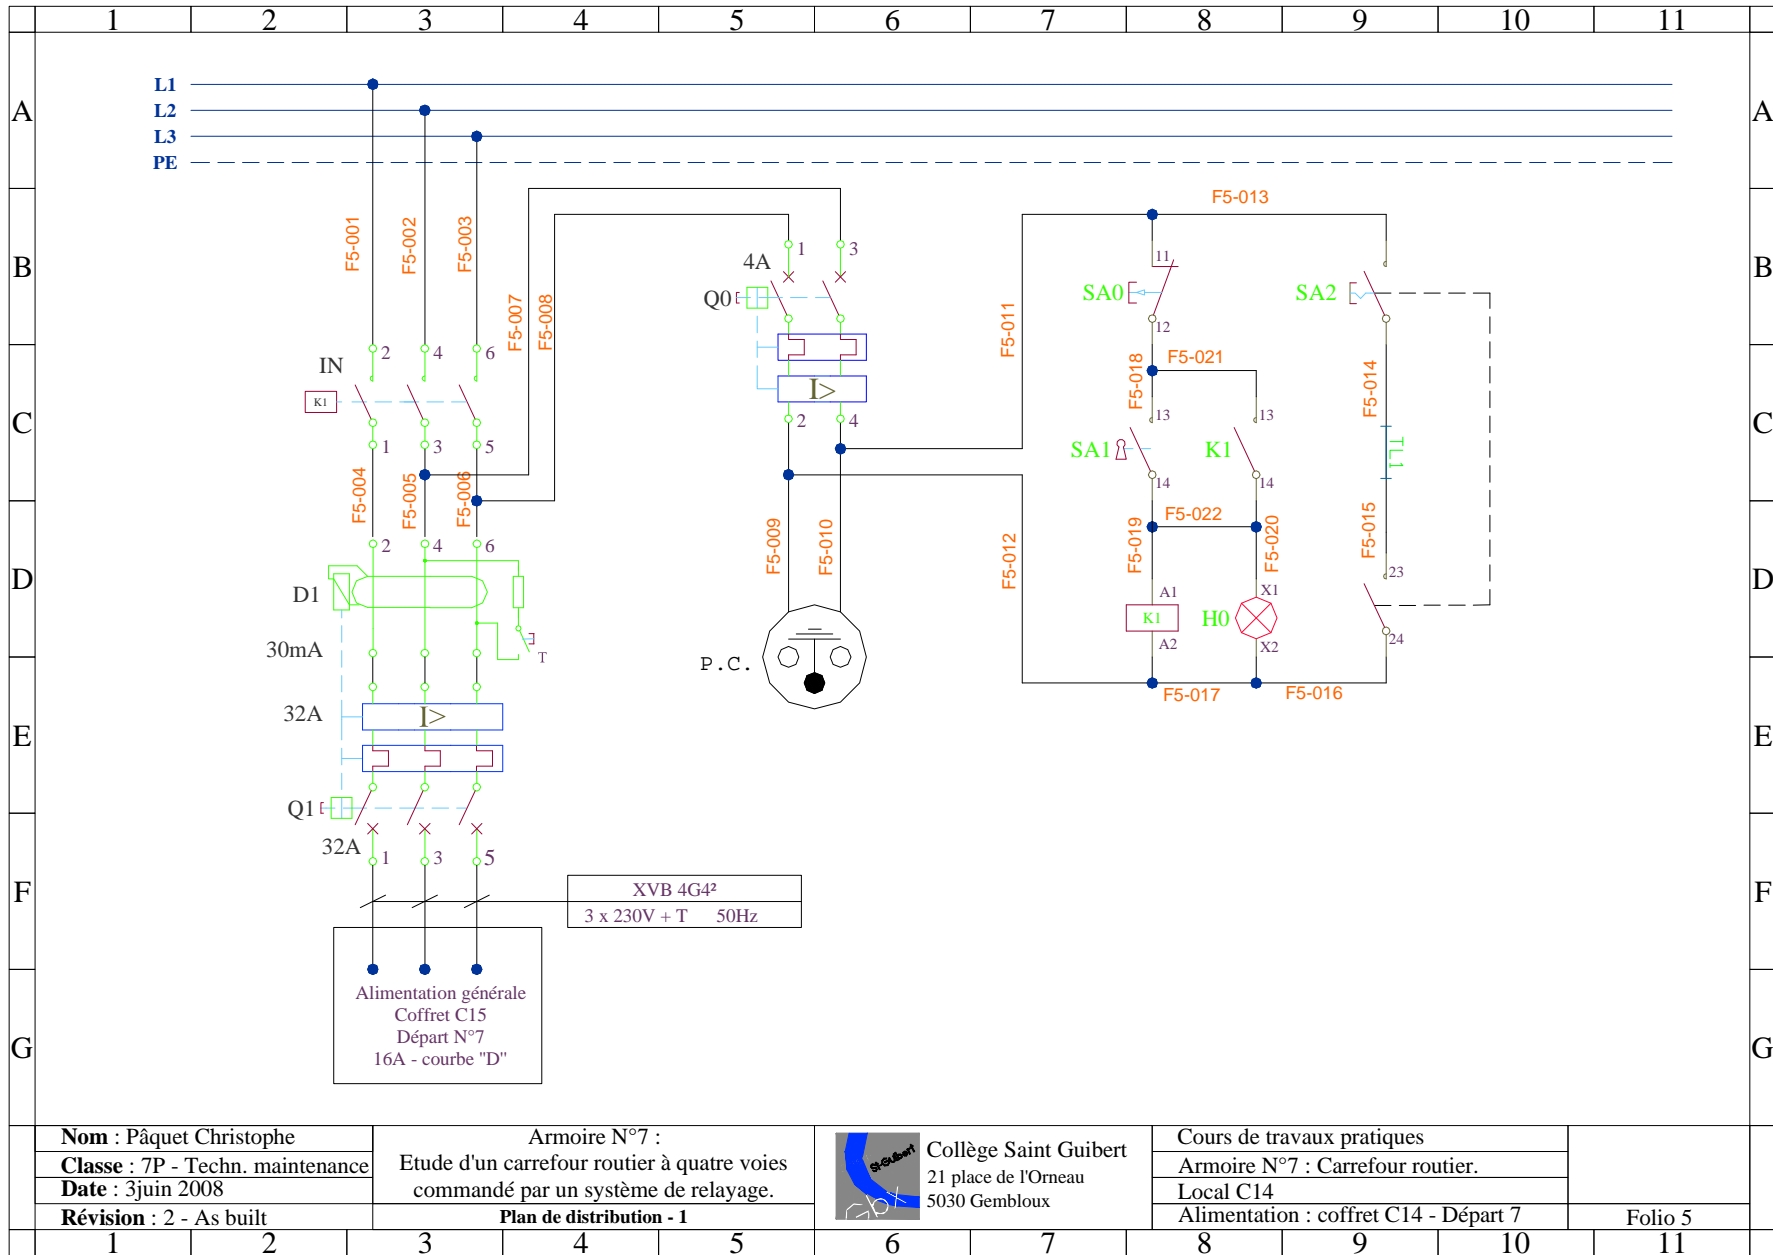 1 2 3 4 5 6 7 8 9 10 11
A A
L1
L2
L3
PE
B B
F5-001
F5-002
F5-003
F5-007
F5-008
F5-011
F5-013
1 3
4A
Q0
11
SA0
12
SA2
C C
IN
K1
2 4 6
1 3 5
I>
2 4
F5-018
F5-021
F5-014
13 13
SA1
K1
14 14
TL1
F5-004
F5-005
F5-006
D D
F5-009
F5-010
F5-012
F5-019
F5-022
F5-020
F5-015
2 4 6
D1
30mA
T
23
24
A1
K1
A2
X1
H0
X2
P.C.
F5-017
F5-016
E E
32A
I>
Q1
32A
1 3 5
F F
XVB 4G4²
3 x 230V + T 50Hz
G G
Alimentation générale
Coffret C15
Départ N°7
16A - courbe "D"
Nom : Pâquet Christophe
Classe : 7P - Techn. maintenance
Date : 3juin 2008
Révision : 2 - As built
Armoire N°7 :
Etude d'un carrefour routier à quatre voies
commandé par un système de relayage.
Plan de distribution - 1
St-Guibert
Collège Saint Guibert
21 place de l'Orneau
5030 Gembloux
Cours de travaux pratiques
Armoire N°7 : Carrefour routier.
Local C14
Alimentation : coffret C14 - Départ 7
Folio 5
1 2 3 4 5 6 7 8 9 10 11